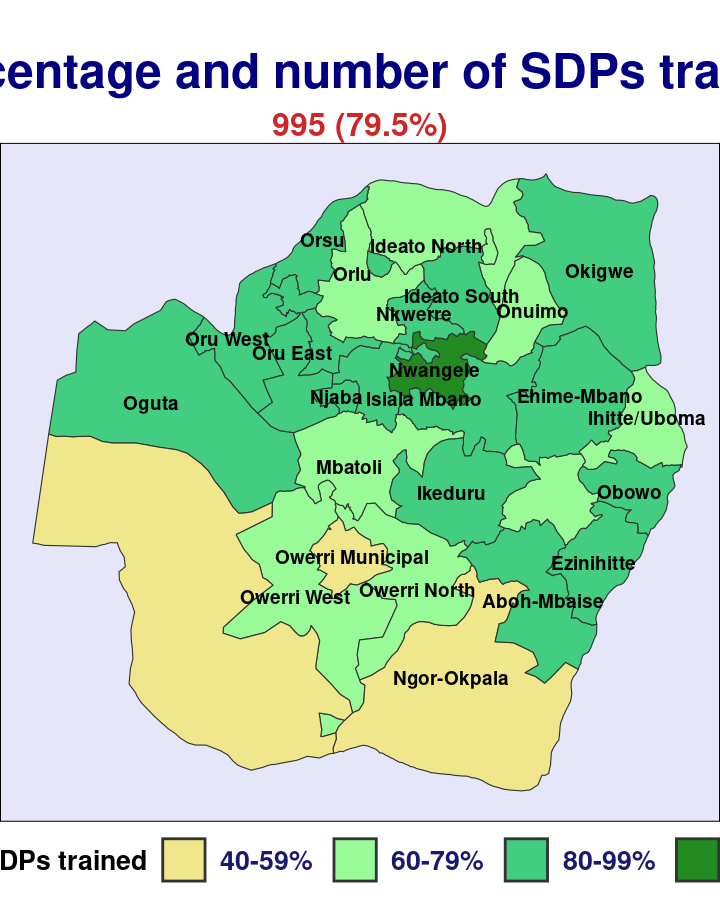 centage and number of SDPs tra
995 (79.5%)
Orsu
Ideato North
Orlu
Okigwe
Ideato South
Nkwerre
Onuimo
Oru West
Oru East
Nwangele
Njaba
Isiala Mbano
Ehime-Mbano
Oguta
Ihitte/Uboma
Mbatoli
Ikeduru
Obowo
Owerri Municipal
Ezinihitte
Owerri West
Owerri North
Aboh-Mbaise
Ngor-Okpala
DPs trained 40-59% 60-79% 80-99%